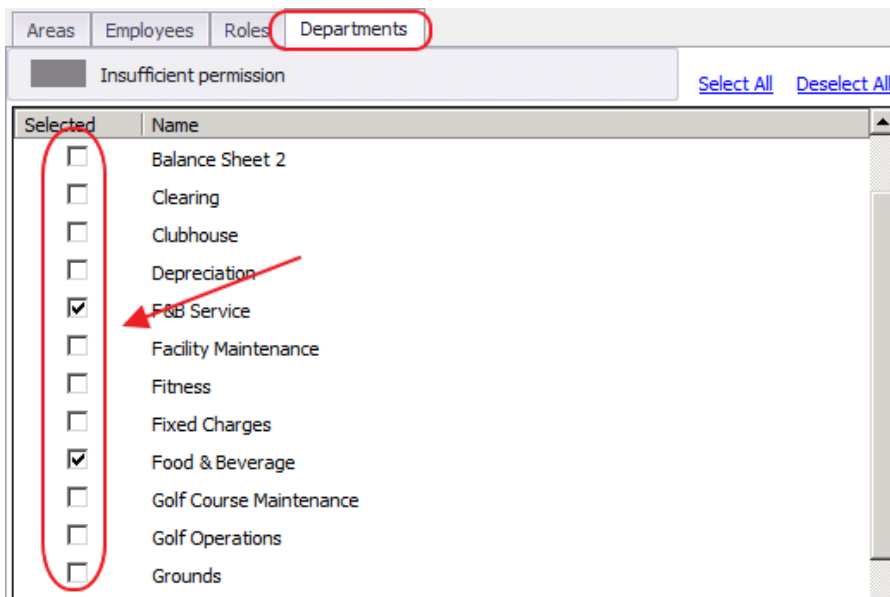 Areas Employees Roles Departments
Insufficient permission
Select All Deselect All
Selected Name
Balance Sheet 2
Clearing
Clubhouse
Depreciation
F&B Service
Facility Maintenance
Fitness
Fixed Charges
Food & Beverage
Golf Course Maintenance
Golf Operations
Grounds